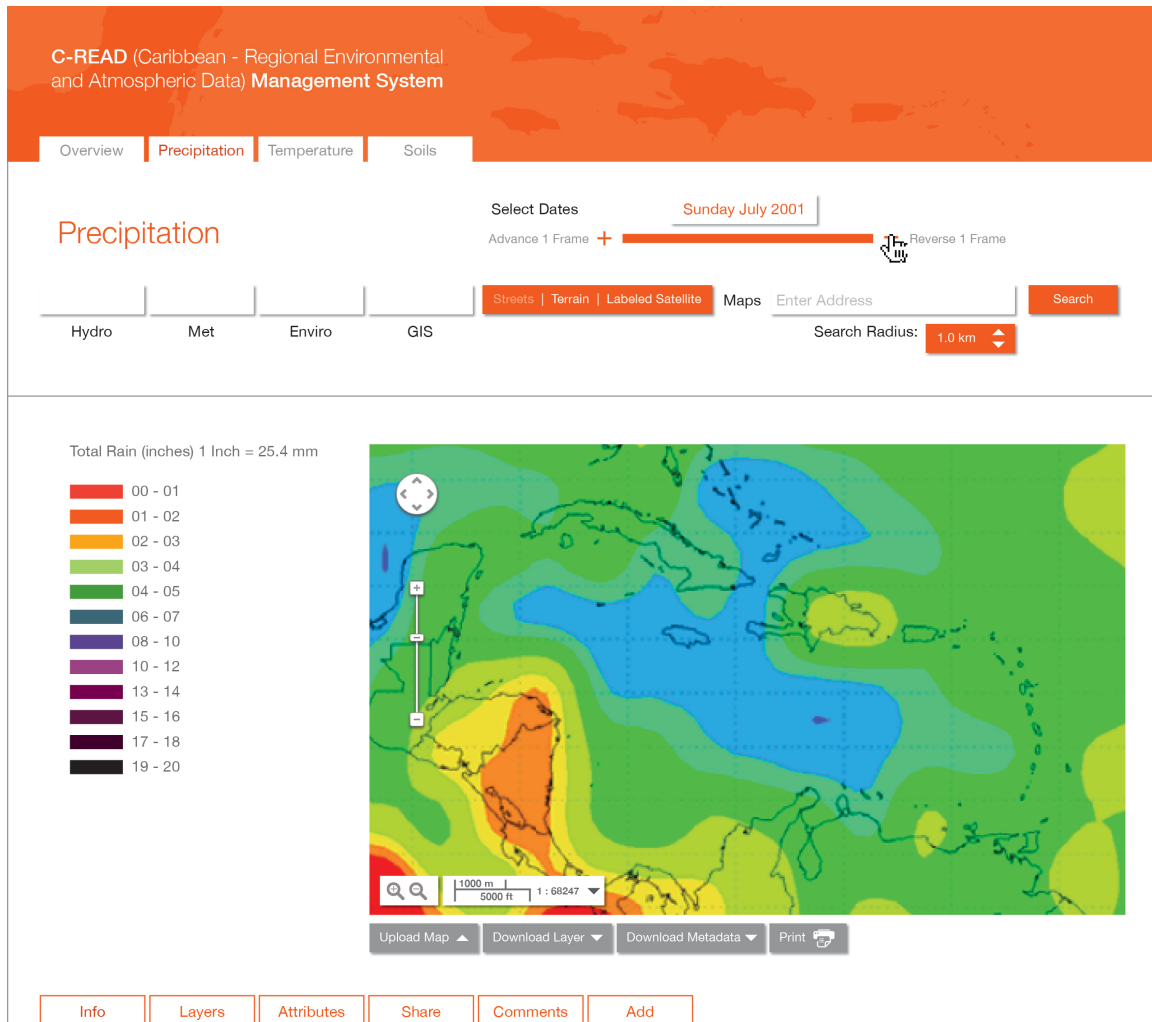 C-READ (Caribbean - Regional Environmental
and Atmospheric Data) Management System
Overview
Precipitation
Temperature
Soils
Precipitation
Select Dates
Sunday July 2001
Advance 1 Frame +
Reverse 1 Frame
Streets | Terrain | Labeled Satellite
Maps
Enter Address
Search
Hydro
Met
Enviro
GIS
Search Radius:
1.0 km
Total Rain (inches) 1 Inch = 25.4 mm
00 - 01
01 - 02
02 - 03
03 - 04
04 - 05
06 - 07
08 - 10
10 - 12
13 - 14
15 - 16
17 - 18
19 - 20
1000 m
5000 ft
1 : 68247
Upload Map
Download Layer
Download Metadata
Print
Info
Layers
Attributes
Share
Comments
Add